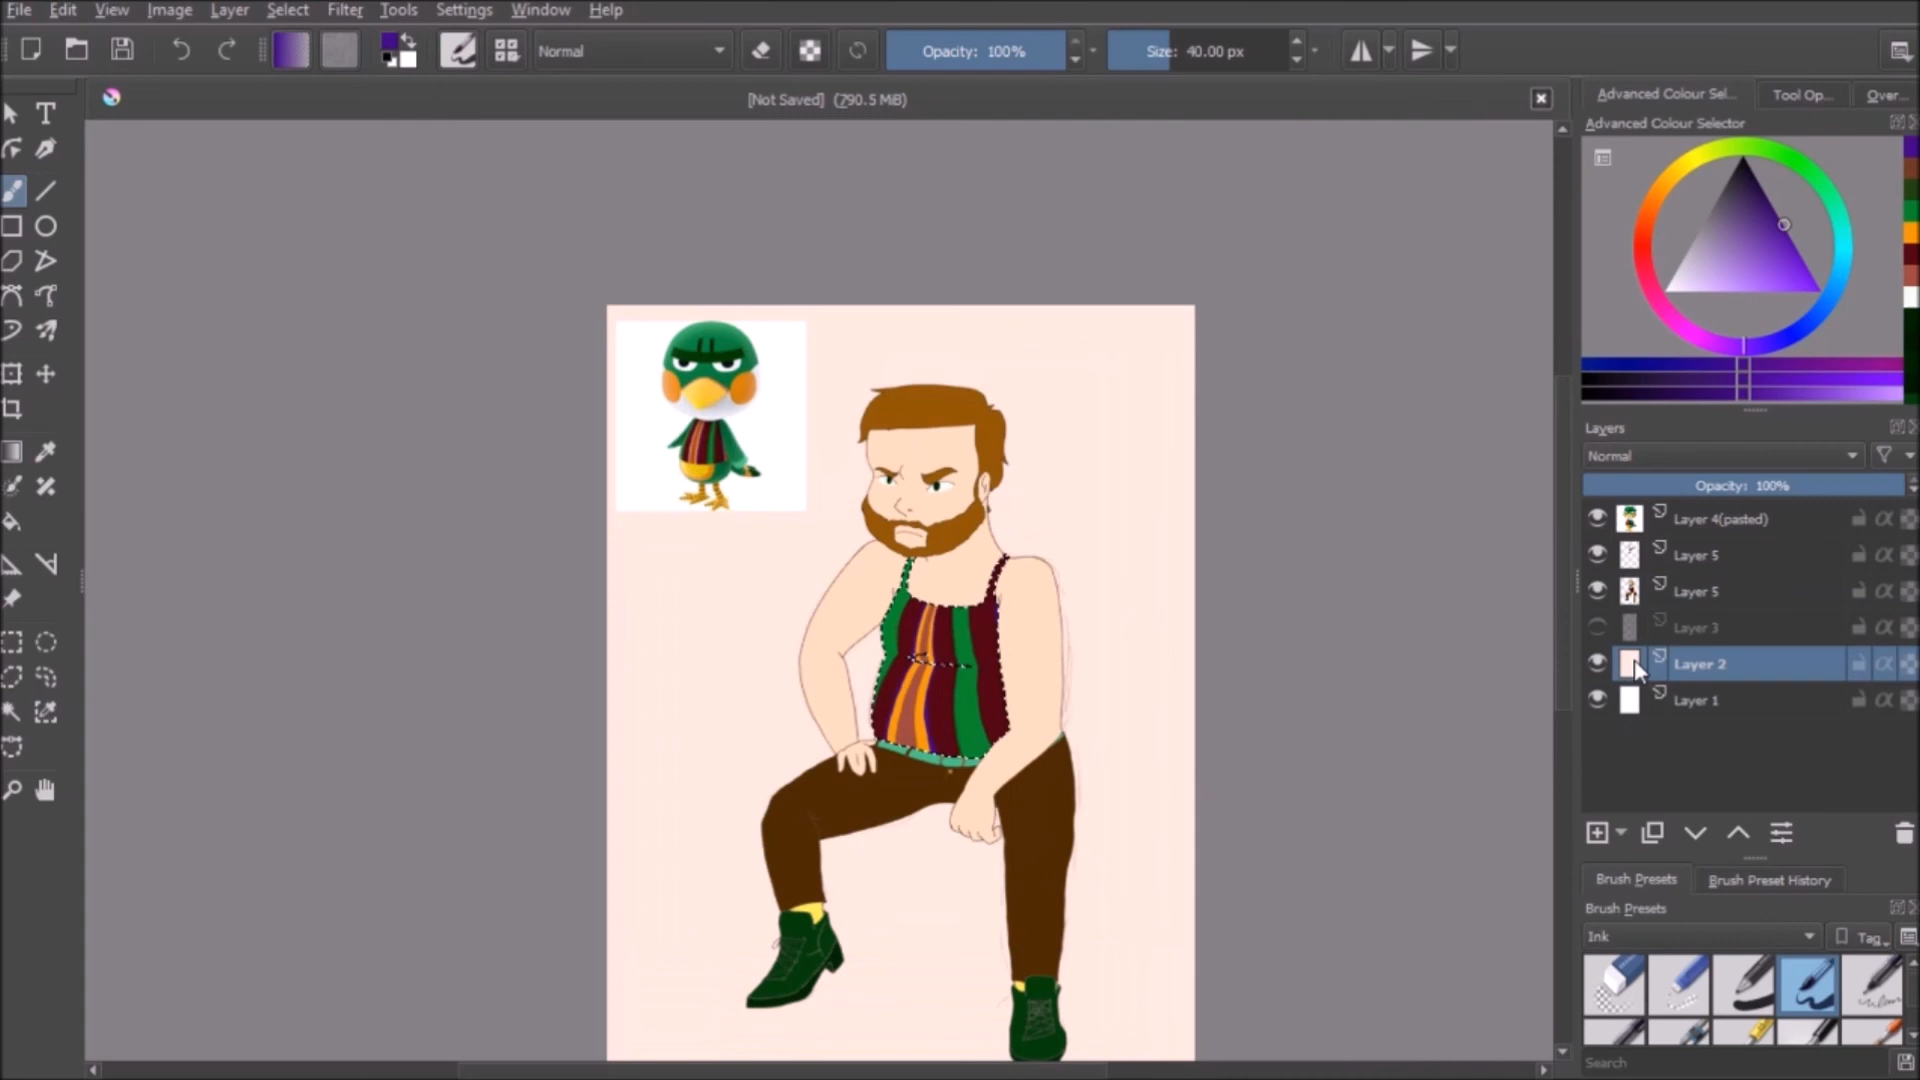 File Edit View Image Layer Select Filter Tools Settings Window Help
Normal Opacity: 100% Size: 40.00 px
[Not Saved] (790.5 MiB)
Advanced Colour Sel... Tool Op... Over...
Advanced Colour Selector
Layers
Normal
Opacity: 100%
Layer 4(pasted)
Layer 5
Layer 5
Layer 3
Layer 2
Layer 1
Brush Presets Brush Preset History
Brush Presets
Ink Tag
Search